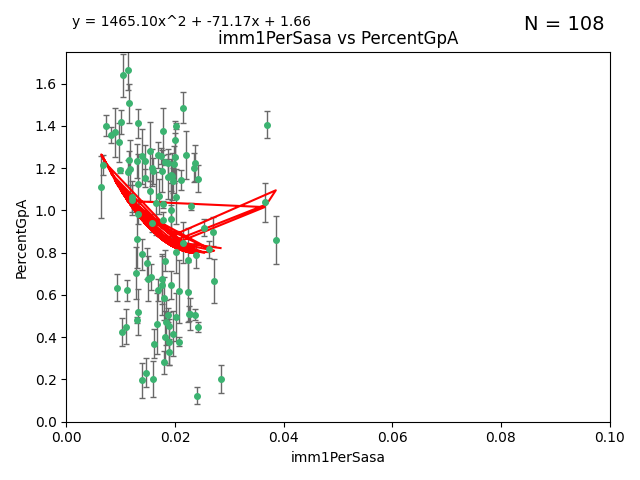 y = 1465.10x^2 + -71.17x + 1.66
N = 108
imm1PerSasa vs PercentGpA
PercentGpA
1.6
1.4
1.2
1.0
0.8
0.6
0.4
0.2
0.0
0.00 0.02 0.04 0.06 0.08 0.10
imm1PerSasa